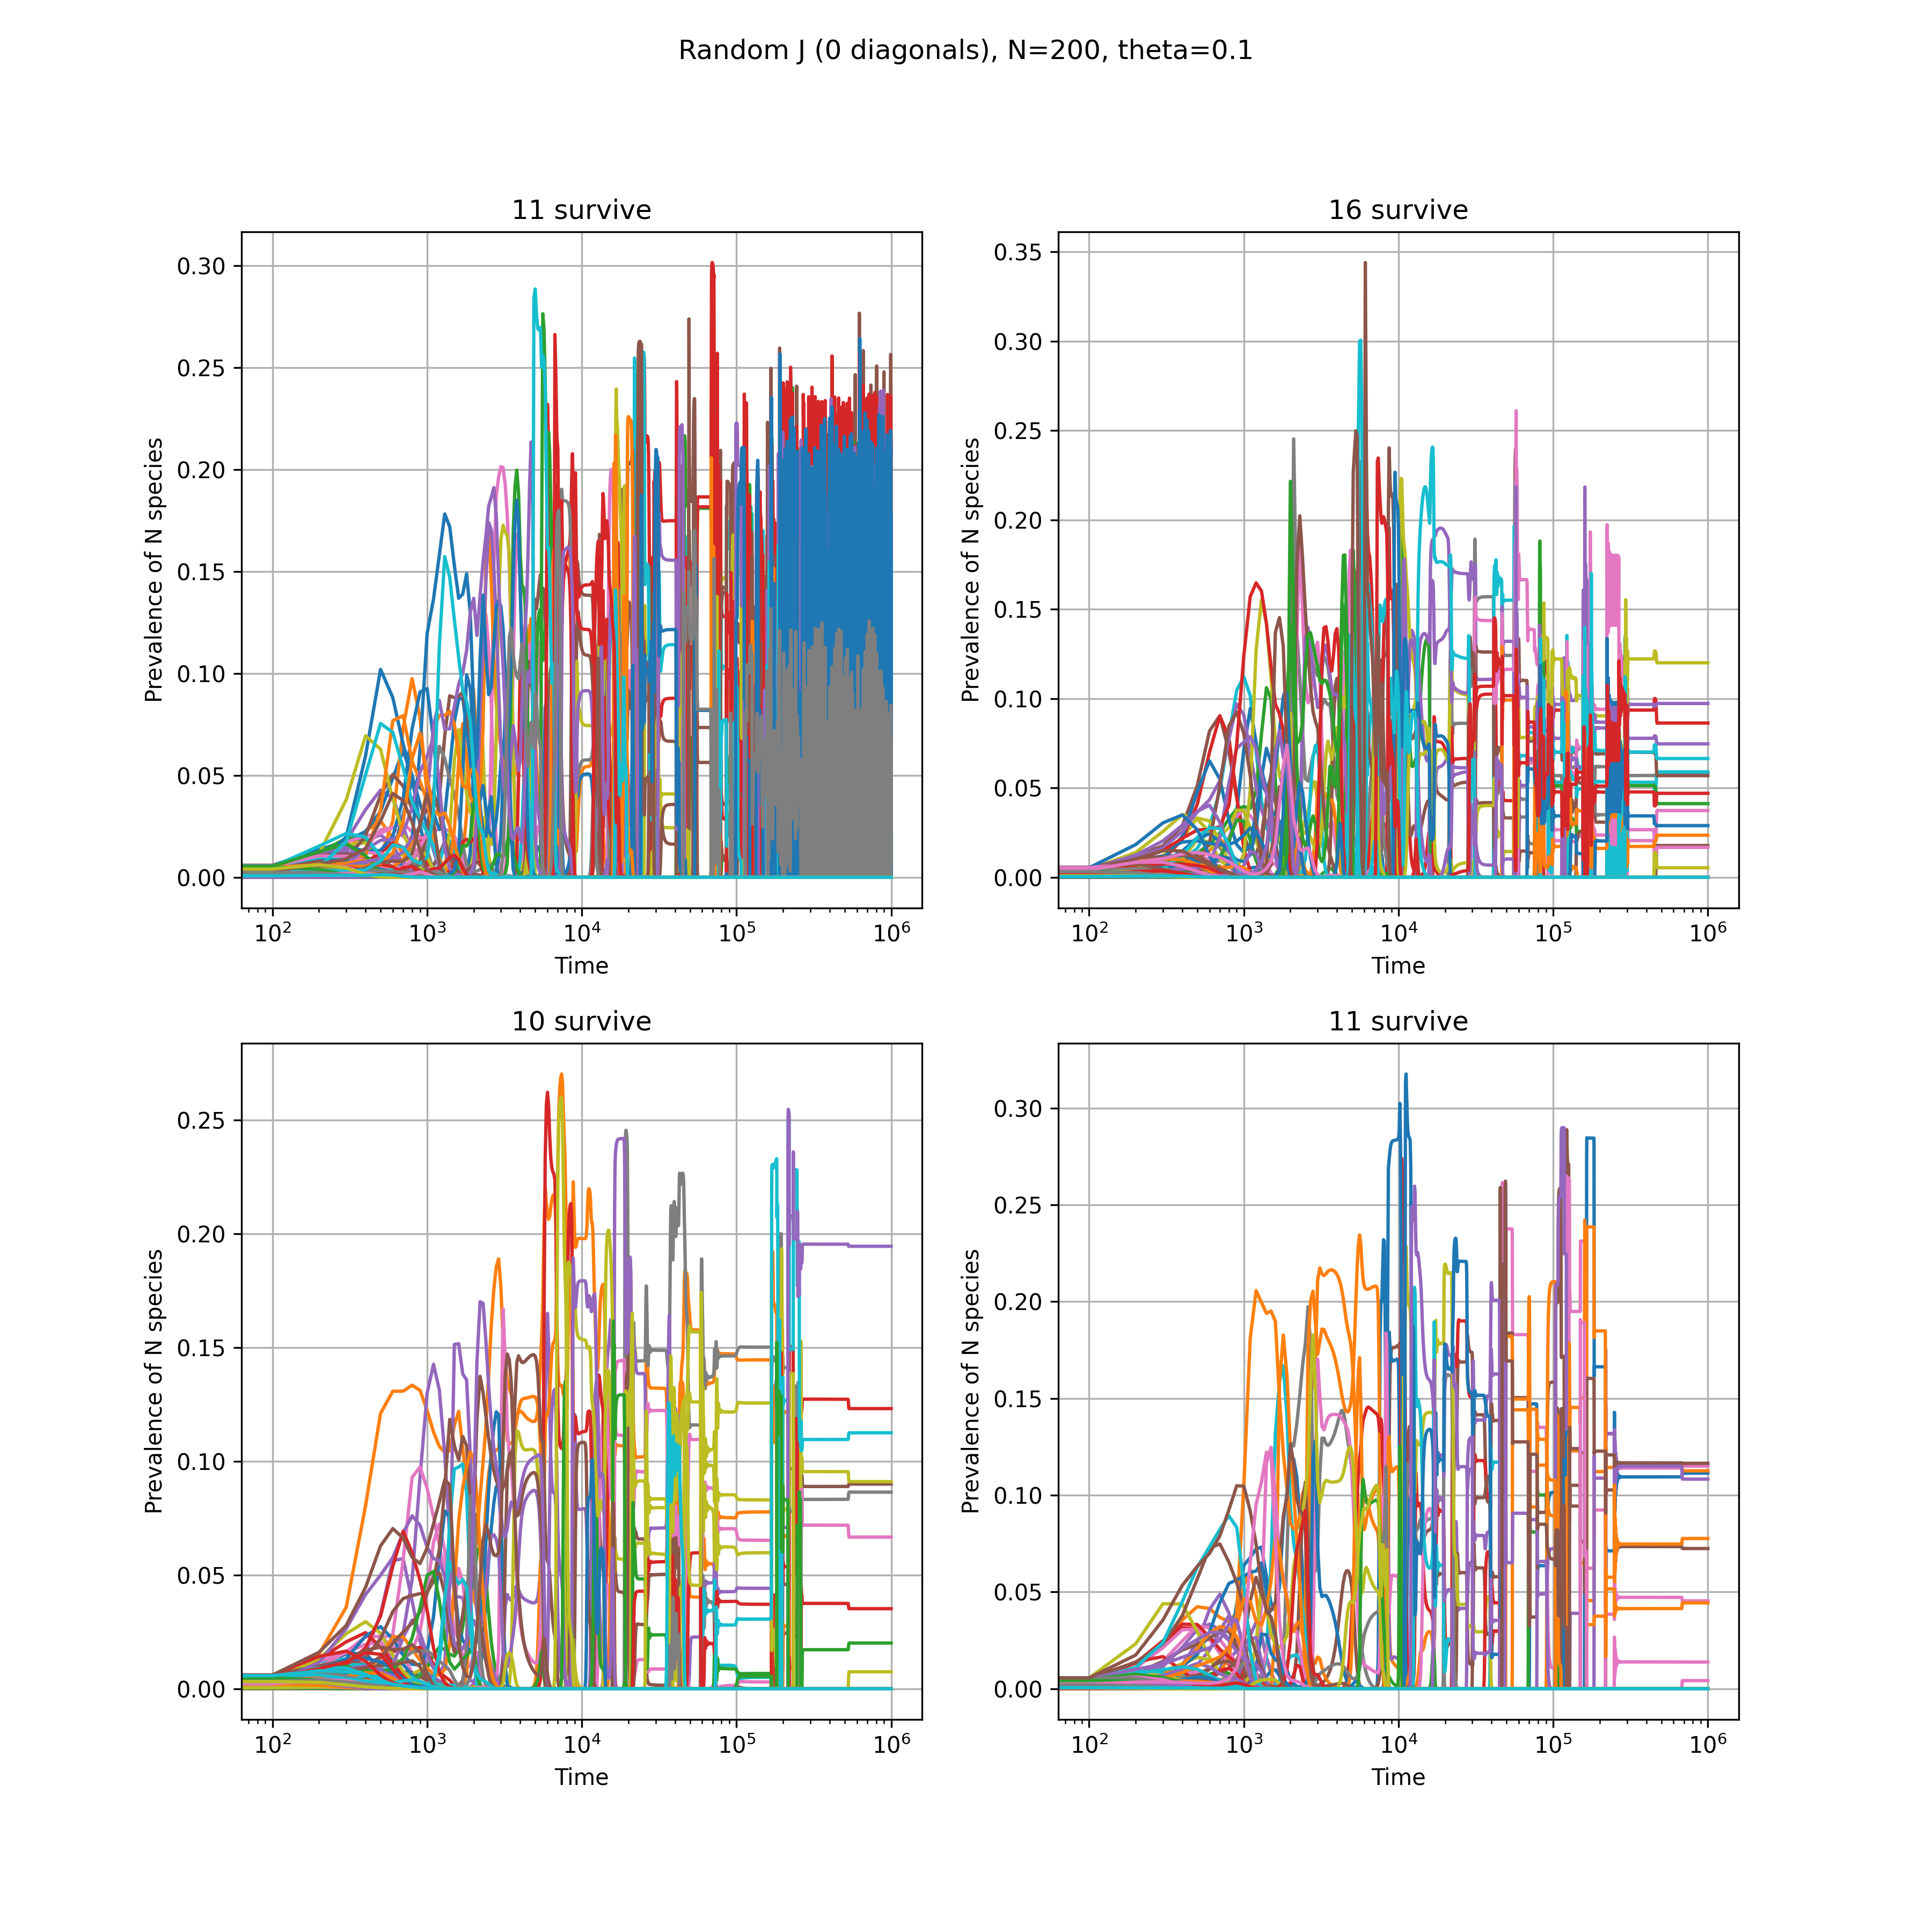 Random J (0 diagonals), N=200, theta=0.1
11 survive
Prevalence of N species
0.30
0.25
0.20
0.15
0.10
0.05
0.00
10² 10³ 10⁴ 10⁵ 10⁶
Time
16 survive
Prevalence of N species
0.35
0.30
0.25
0.20
0.15
0.10
0.05
0.00
10² 10³ 10⁴ 10⁵ 10⁶
Time
10 survive
Prevalence of N species
0.25
0.20
0.15
0.10
0.05
0.00
10² 10³ 10⁴ 10⁵ 10⁶
Time
11 survive
Prevalence of N species
0.30
0.25
0.20
0.15
0.10
0.05
0.00
10² 10³ 10⁴ 10⁵ 10⁶
Time